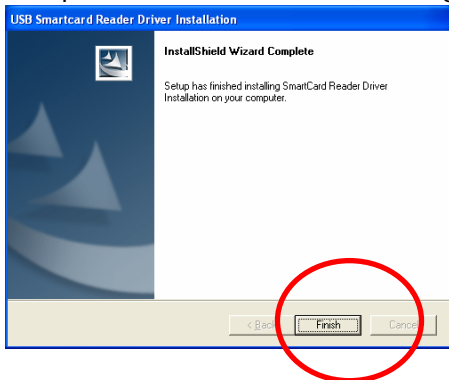 USB Smartcard Reader Driver Installation
InstallShield Wizard Complete
Setup has finished installing SmartCard Reader Driver
Installation on your computer.
< Back Finish Cancel